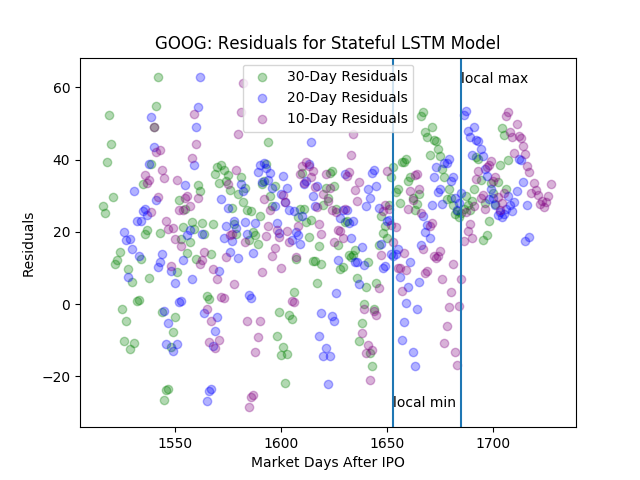 GOOG: Residuals for Stateful LSTM Model
30-Day Residuals
20-Day Residuals
10-Day Residuals
local max
local min
60
40
20
0
−20
Residuals
1550
1600
1650
1700
Market Days After IPO